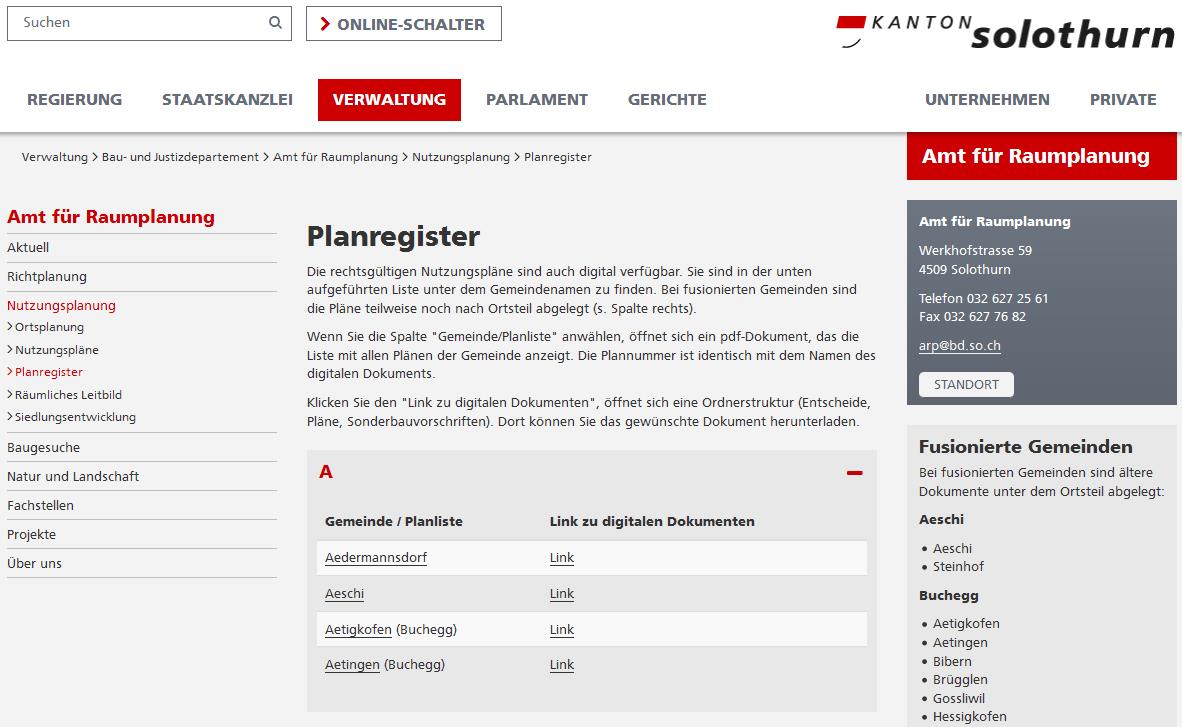 Suchen
ONLINE-SCHALTER
KANTON solothurn
REGIERUNG STAATSKANZLEI VERWALTUNG PARLAMENT GERICHTE UNTERNEHMEN PRIVATE
Verwaltung > Bau- und Justizdepartement > Amt für Raumplanung > Nutzungsplanung > Planregister
Amt für Raumplanung
Aktuell
Richtplanung
Nutzungsplanung
> Ortsplanung
> Nutzungspläne
> Planregister
> Räumliches Leitbild
> Siedlungsentwicklung
Baugesuche
Natur und Landschaft
Fachstellen
Projekte
Über uns
Planregister
Die rechtsgültigen Nutzungspläne sind auch digital verfügbar. Sie sind in der unten
aufgeführten Liste unter dem Gemeindenamen zu finden. Bei fusionierten Gemeinden sind
die Pläne teilweise noch nach Ortsteil abgelegt (s. Spalte rechts).
Wenn Sie die Spalte "Gemeinde/Planliste" anwählen, öffnet sich ein pdf-Dokument, das die
Liste mit allen Plänen der Gemeinde anzeigt. Die Plannummer ist identisch mit dem Namen des
digitalen Dokuments.
Klicken Sie den "Link zu digitalen Dokumenten", öffnet sich eine Ordnerstruktur (Entscheide,
Pläne, Sonderbauvorschriften). Dort können Sie das gewünschte Dokument herunterladen.
A
Gemeinde / Planliste Link zu digitalen Dokumenten
Aedermannsdorf Link
Aeschi Link
Aetigkofen (Buchegg) Link
Aetingen (Buchegg) Link
Amt für Raumplanung
Amt für Raumplanung
Werkhofstrasse 59
4509 Solothurn
Telefon 032 627 25 61
Fax 032 627 76 82
arp@bd.so.ch
STANDORT
Fusionierte Gemeinden
Bei fusionierten Gemeinden sind ältere
Dokumente unter dem Ortsteil abgelegt:
Aeschi
• Aeschi
• Steinhof
Buchegg
• Aetigkofen
• Aetingen
• Bibern
• Brügglen
• Gossliwil
• Hessigkofen